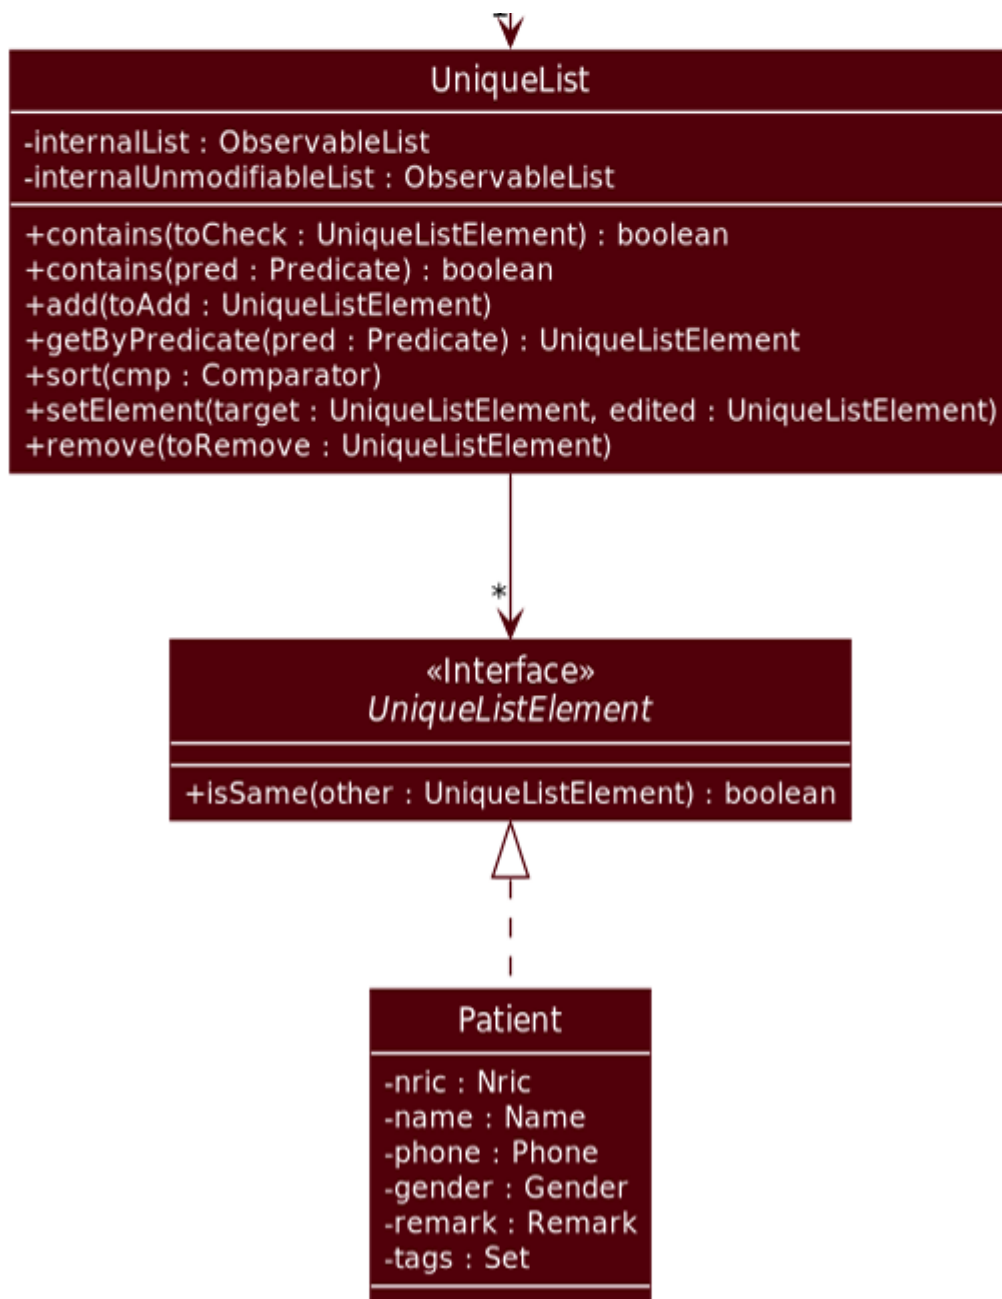 UniqueList
-internalList : ObservableList
-internalUnmodifiableList : ObservableList
+contains(toCheck : UniqueListElement) : boolean
+contains(pred : Predicate) : boolean
+add(toAdd : UniqueListElement)
+getByPredicate(pred : Predicate) : UniqueListElement
+sort(cmp : Comparator)
+setElement(target : UniqueListElement, edited : UniqueListElement)
+remove(toRemove : UniqueListElement)
*
«Interface»
UniqueListElement
+isSame(other : UniqueListElement) : boolean
Patient
-nric : Nric
-name : Name
-phone : Phone
-gender : Gender
-remark : Remark
-tags : Set